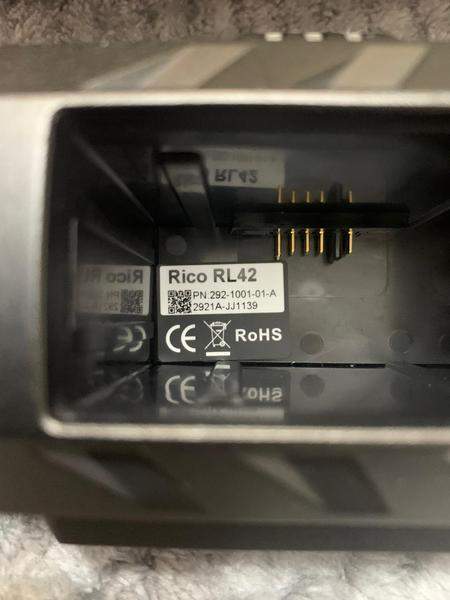 Rico RL42
PN:292-1001-01-A
2921A-JJ1139
CE RoHS